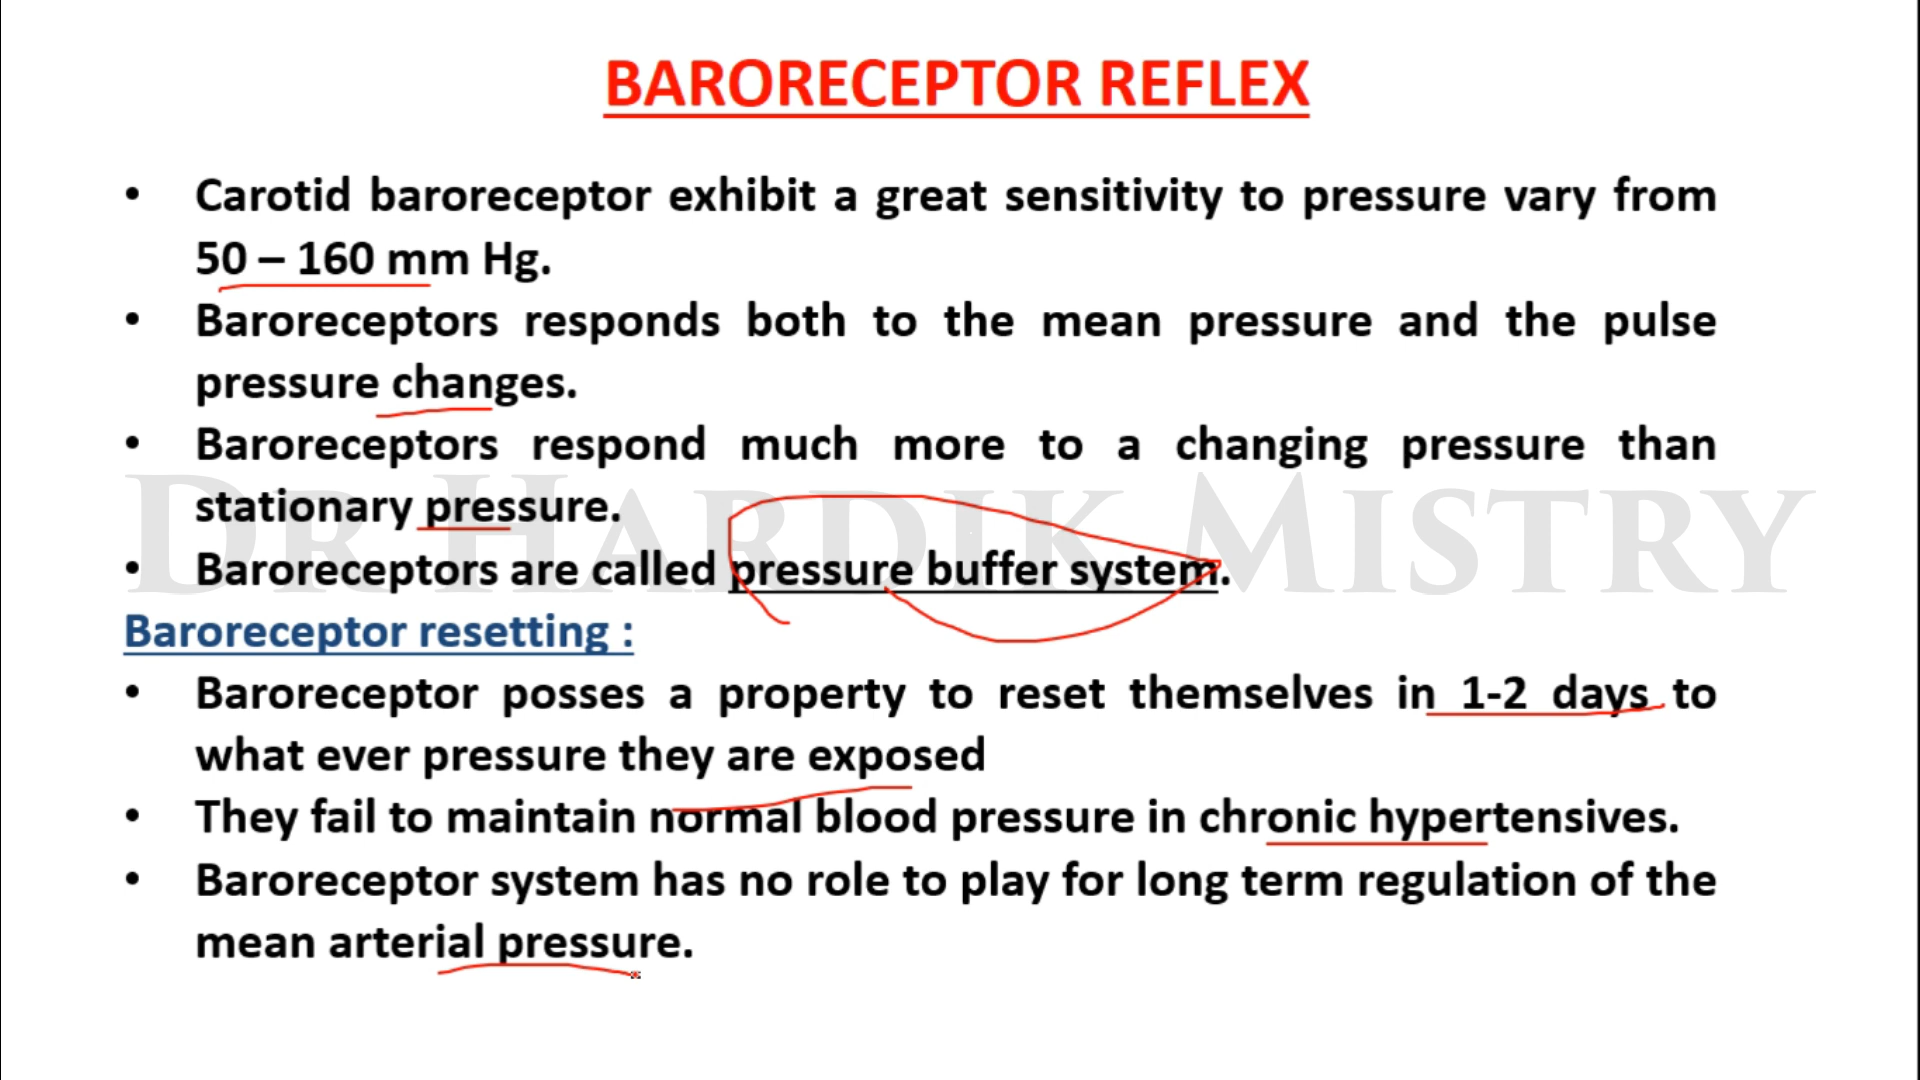 BARORECEPTOR REFLEX
• Carotid baroreceptor exhibit a great sensitivity to pressure vary from
50 – 160 mm Hg.
• Baroreceptors responds both to the mean pressure and the pulse
pressure changes.
• Baroreceptors respond much more to a changing pressure than
stationary pressure.
• Baroreceptors are called pressure buffer system.
DR HARDIK MISTRY
Baroreceptor resetting :
• Baroreceptor posses a property to reset themselves in 1-2 days to
what ever pressure they are exposed
• They fail to maintain normal blood pressure in chronic hypertensives.
• Baroreceptor system has no role to play for long term regulation of the
mean arterial pressure.